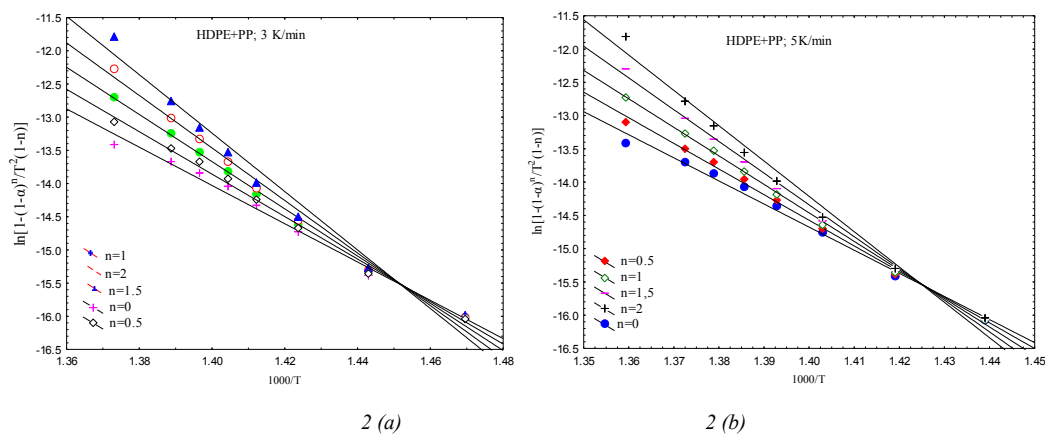 HDPE+PP; 3 K/min
ln[1-(1-α)ⁿ/T²(1-n)]
-11.5
-12.0
-12.5
-13.0
-13.5
-14.0
-14.5
-15.0
-15.5
-16.0
-16.5
n=1
n=2
n=1.5
n=0
n=0.5
1.36 1.38 1.40 1.42 1.44 1.46 1.48
1000/T
2 (a)
HDPE+PP; 5K/min
ln[1-(1-α)ⁿ/T²(1-n)]
-11.5
-12.0
-12.5
-13.0
-13.5
-14.0
-14.5
-15.0
-15.5
-16.0
-16.5
n=0.5
n=1
n=1,5
n=2
n=0
1.35 1.36 1.37 1.38 1.39 1.40 1.41 1.42 1.43 1.44 1.45
1000/T
2 (b)